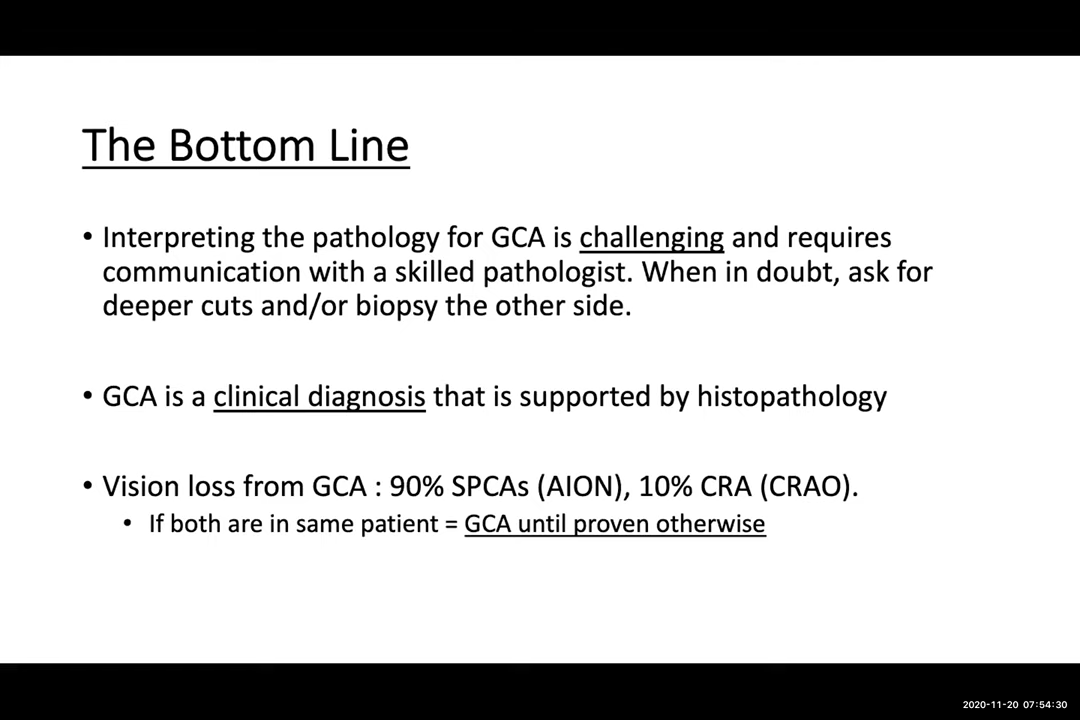 The Bottom Line
• Interpreting the pathology for GCA is challenging and requires
communication with a skilled pathologist. When in doubt, ask for
deeper cuts and/or biopsy the other side.
• GCA is a clinical diagnosis that is supported by histopathology
• Vision loss from GCA : 90% SPCAs (AION), 10% CRA (CRAO).
• If both are in same patient = GCA until proven otherwise
2020-11-20 07:54:30